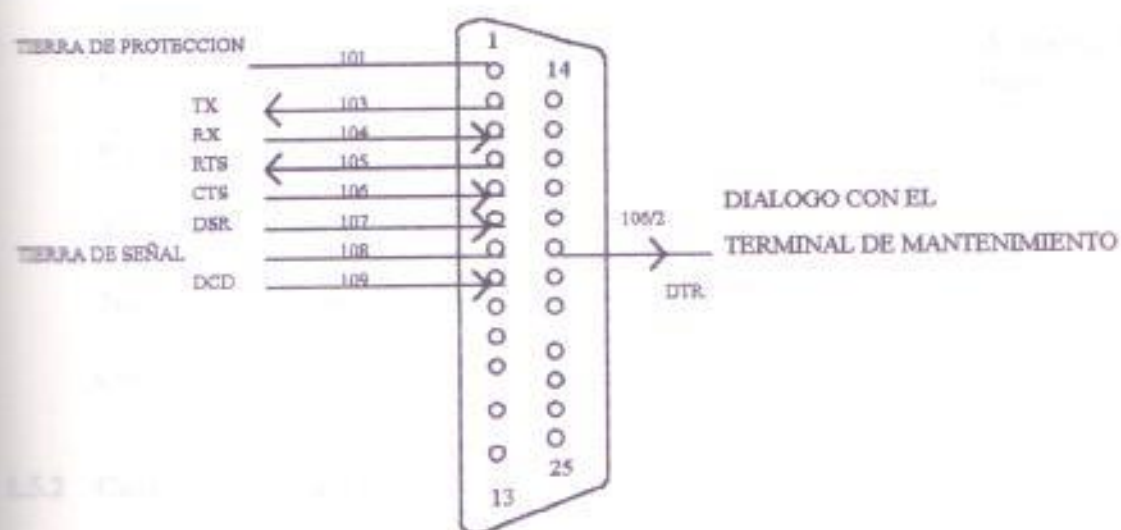 1
14
TIERRA DE PROTECCION 101
TX 103
RX 104
RTS 105
CTS 106
DSR 107
TIERRA DE SEÑAL 108
DCD 109
108/2
DTR
DIALOGO CON EL
TERMINAL DE MANTENIMIENTO
25
13